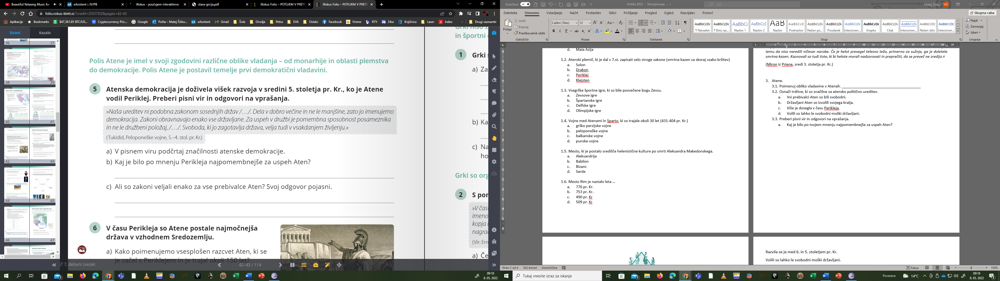 Beautiful Relaxing Music for
eAsistent :: JV/PB
iRokus - poučujem interaktivno
stara-grcija.pdf
iRokus Folio – POTUJEM V PRETE
iRokus Folio – POTUJEM V PRETE
folio.rokus-klett.si/?credit=ZGO7DZ&pages=42-43
Aplikacije
Bookmarks
$47,361.85 BTC/US...
Cryptocurrency Pric...
Google
Pošta – Matej Šiško...
eAsistent
Gmail
Šola
Orodja
Petra
EVA
Ostalo
Facebook
Vreme
RTV
24ur
Knjižnica
Laser
Index
Drugi zaznamki
Strani
Kazalo
36 37
38 39
40 41
42 43
44 45
46 47
Polis Atene je imel v svoji zgodovini različne oblike vladanja – od monarhije in oblasti plemstva
do demokracije. Polis Atene je postavil temelje prvi demokratični vladavini.
5 Atenska demokracija je doživela višek razvoja v sredini 5. stoletja pr. Kr., ko je Atene
vodil Periklej. Preberi pisni vir in odgovori na vprašanja.
»Naša ureditev ni podobna zakonom sosednjih držav /. . ./. Dela v dobro večine in ne le manjšine, zato jo imenujemo
demokracija. Zakoni obravnavajo enako vse državljane. Za uspeh v družbi je pomembna sposobnost posameznika
in ne le družbeni položaj, /. . ./. Svoboda, ki jo zagotavlja država, velja tudi v vsakdanjem življenju.«
(Tukidid, Peloponeške vojne, 5.–4. stol. pr. Kr.)
a) V pisnem viru podčrtaj značilnosti atenske demokracije.
b) Kaj je bilo po mnenju Perikleja najpomembnejše za uspeh Aten?
c) Ali so zakoni veljali enako za vse prebivalce Aten? Svoj odgovor pojasni.
6 V času Perikleja so Atene postale najmočnejša
država v vzhodnem Sredozemlju.
a) Kako poimenujemo vsesplošen razcvet Aten, ki se
je začel s Periklejem in je trajal okoli 150 let?
in športni
1 Grki
a) Za
b) Ka
c) Na
ho
Grki so org
2 S por
»V čast
imeno
kopja
nagrad
(Vir: Ern
a) Če
ST 7, delovni zvezek
42–43 / 114
09:18
8. 05. 2022
AutoSave
Antika 2022 - Shranjevanje ...
Išči
Matej Šiško
MŠ
Datoteka
Osnovno
Vstavljanje
Načrt
Postavitev
Sklici
Pošiljanje
Pregled
Ogled
Razvijalec
Pomoč
Skupna raba
Prilepi
Izreži
Kopiraj
Preslikovalnik oblik
Odložišče
Calibri (Telo)
12
Pisava
Odstavek
¶ Navaden
¶ Brez raz...
Naslov 1
Naslov 2
Naslov
Podnaslov
Nežen po...
Poudarek
Intenziven...
Krepko
Citat
Intenziven...
Nežen sklic
Intenziven...
Slogi
Najdi
Zamenjaj
Izberi
Urejanje
d. Mala Azija
1.2. Atenski plemič, ki je dal v 7.st. zapisati zelo stroge zakone (smrtna kazen za skoraj vsako kršitev)
a. Solon
b. Drakon
c. Periklej
d. Klejsten
1.3. Vsegrške športne igre, ki so bile posvečene bogu Zevsu.
a. Zevsove igre
b. Špartanske igre
c. Delfske igre
d. Olimpijske igre
1.4. Vojne med Atenami in Sparto, ki so trajale okoli 30 let (431-404 pr. Kr.)
a. grško perzijske vojne
b. peloponeške vojne
c. balkanske vojne
d. punske vojne
1.5. Mesto, ki je postalo središče helenistične kulture po smrti Aleksandra Makedonskega.
a. Aleksandrija
b. Babilon
c. Bizanc
d. Sarde
1.6. Mesto Rim je nastalo leta ...
a. 776 pr. Kr.
b. 753 pr. Kr.
c. 490 pr. Kr
d. 509 pr. Kr
temu da niso naredili ničesar narobe. Če je helot presegel telesno težo, primerno za sužnja, ga je doletela
smrtna kazen. Kaznovali so tudi tiste, ki bi helote morali nadzorovati in preprečiti, da se preveč ne zredijo.«
(Miron iz Priene, sredi 3. stoletja pr. Kr.)
3. Atene.
3.1. Poimenuj obliko vladavine v Atenah.
3.2. Označi trditve, ki so značilne za atensko politično ureditev.
a. Vsi prebivalci Aten so bili svobodni.
b. Državljani Aten so izvolili svojega kralja.
c. Više je dosegla v času Perikleja.
d. Volili so lahko le svobodni moški državljani.
3.3. Preberi pisni vir in odgovori na vprašanja.
a. Kaj je bilo po tvojem mnenju najpomembnejše za uspeh Aten?
Razvila se je med 6. in 5. stoletjem pr. Kr.
Volili so lahko le svobodni moški državljani.
Stran 2 od 4
542 besed
slovenščina
Fokus
100%
Tukaj vnesite izraz za iskanje
Povezave
14°C
09:18
8. 05. 2022